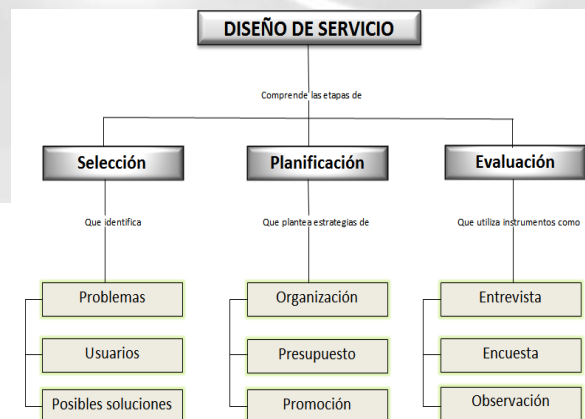 DISEÑO DE SERVICIO
Comprende las etapas de
Selección
Planificación
Evaluación
Que identifica
Que plantea estrategias de
Que utiliza instrumentos como
Problemas
Organización
Entrevista
Usuarios
Presupuesto
Encuesta
Posibles soluciones
Promoción
Observación